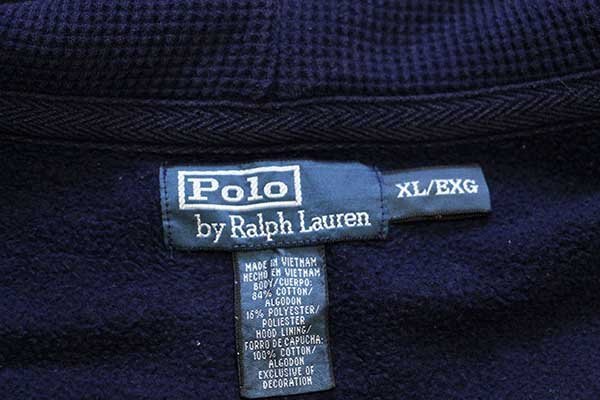 Polo
by Ralph Lauren
XL/EXG
MADE IN VIETNAM
HECHO EN VIETNAM
BODY/CUERPO:
84% COTTON/
ALGODON
16% POLYESTER/
POLIESTER
HOOD LINING/
FORRO DE CAPUCHA:
100% COTTON/
ALGODON
EXCLUSIVE OF
DECORATION